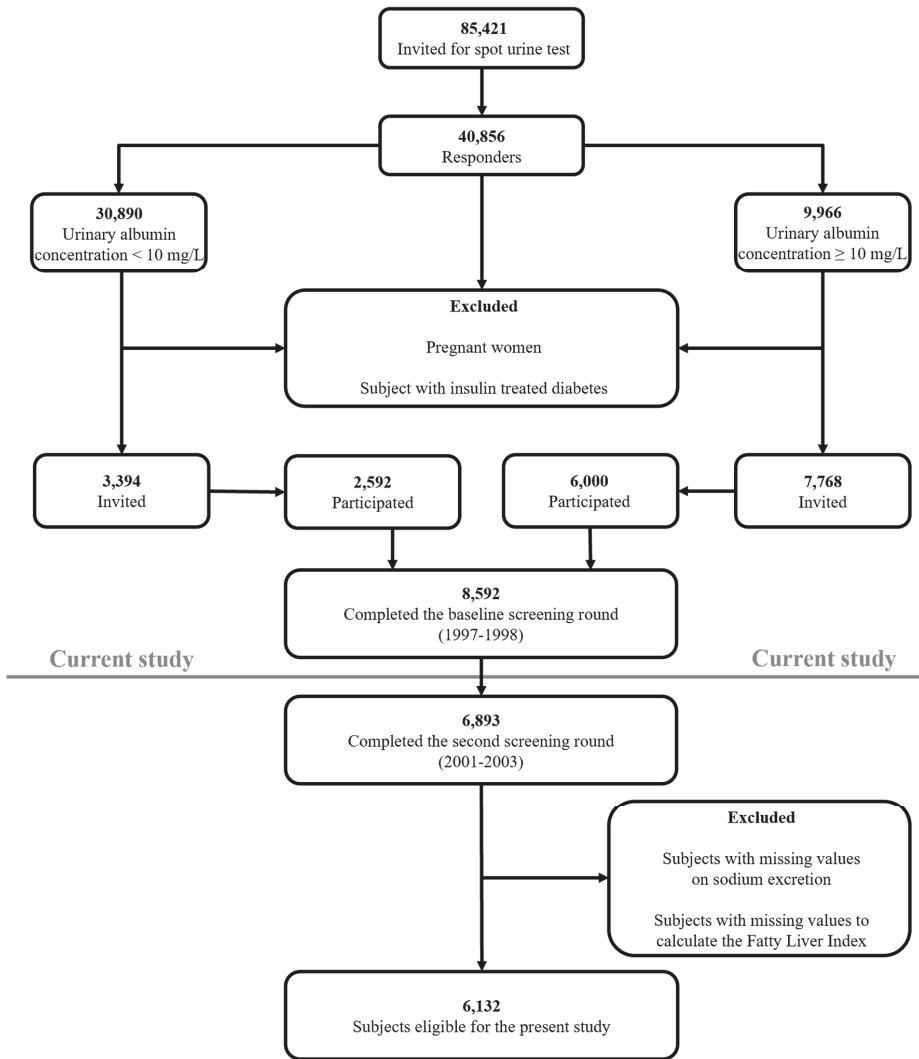 85,421
Invited for spot urine test
40,856
Responders
30,890
Urinary albumin
concentration < 10 mg/L
9,966
Urinary albumin
concentration ≥ 10 mg/L
Excluded
Pregnant women
Subject with insulin treated diabetes
3,394
Invited
2,592
Participated
6,000
Participated
7,768
Invited
8,592
Completed the baseline screening round
(1997-1998)
Current study
Current study
6,893
Completed the second screening round
(2001-2003)
Excluded
Subjects with missing values
on sodium excretion
Subjects with missing values to
calculate the Fatty Liver Index
6,132
Subjects eligible for the present study